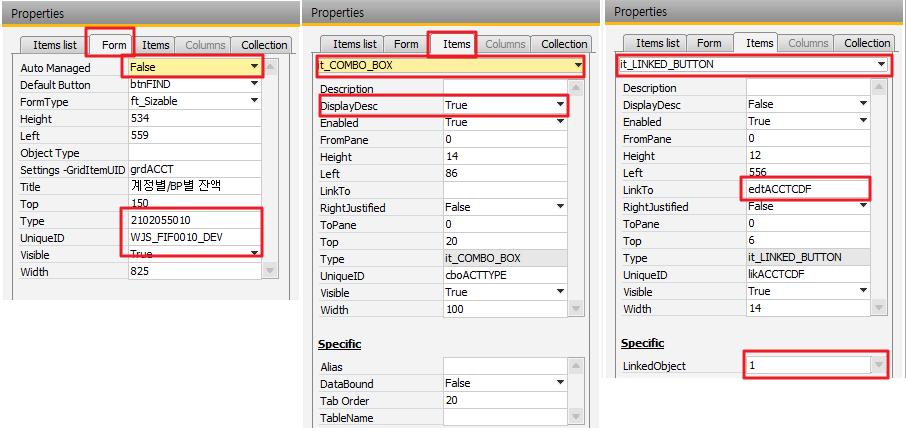 Properties
Items list Form Items Columns Collection
Auto Managed False
Default Button btnFIND
FormType ft_Sizable
Height 534
Left 559
Object Type
Settings -GridItemUID grdACCT
Title 계정별/BP별 잔액
Top 150
Type 2102055010
UniqueID WJS_FIF0010_DEV
Visible True
Width 825
Properties
Items list Form Items Columns Collection
it_COMBO_BOX
Description
DisplayDesc True
Enabled True
FromPane 0
Height 14
Left 86
LinkTo
RightJustified False
ToPane 0
Top 20
Type it_COMBO_BOX
UniqueID cboACTTYPE
Visible True
Width 100
Specific
Alias
DataBound False
Tab Order 20
TableName
Properties
Items list Form Items Columns Collection
it_LINKED_BUTTON
Description
DisplayDesc False
Enabled True
FromPane 0
Height 12
Left 556
LinkTo edtACCTCDF
RightJustified False
ToPane 0
Top 6
Type it_LINKED_BUTTON
UniqueID likACCTCDF
Visible True
Width 14
Specific
LinkedObject 1